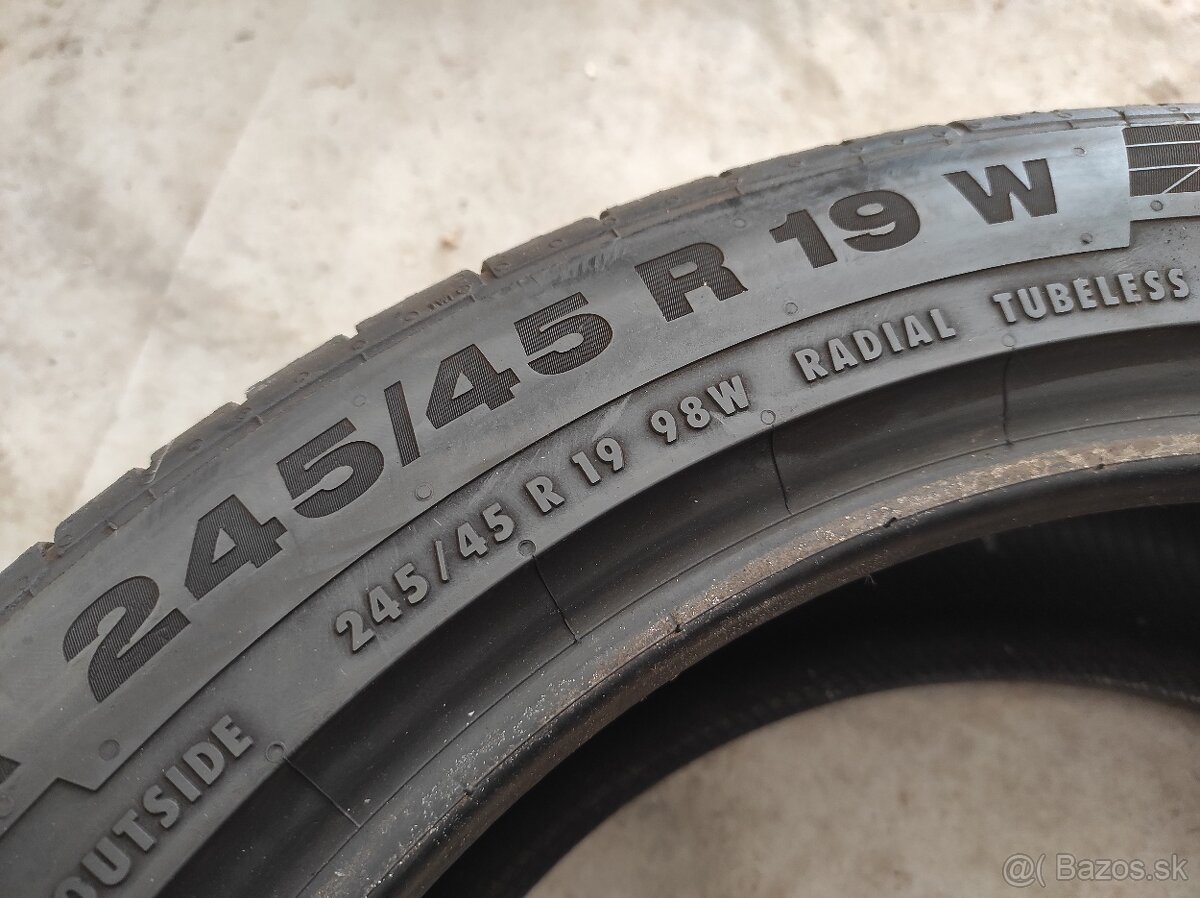 245/45 R 19 W
245/45 R 19 98W RADIAL TUBELESS
OUTSIDE
@( Bazos.sk